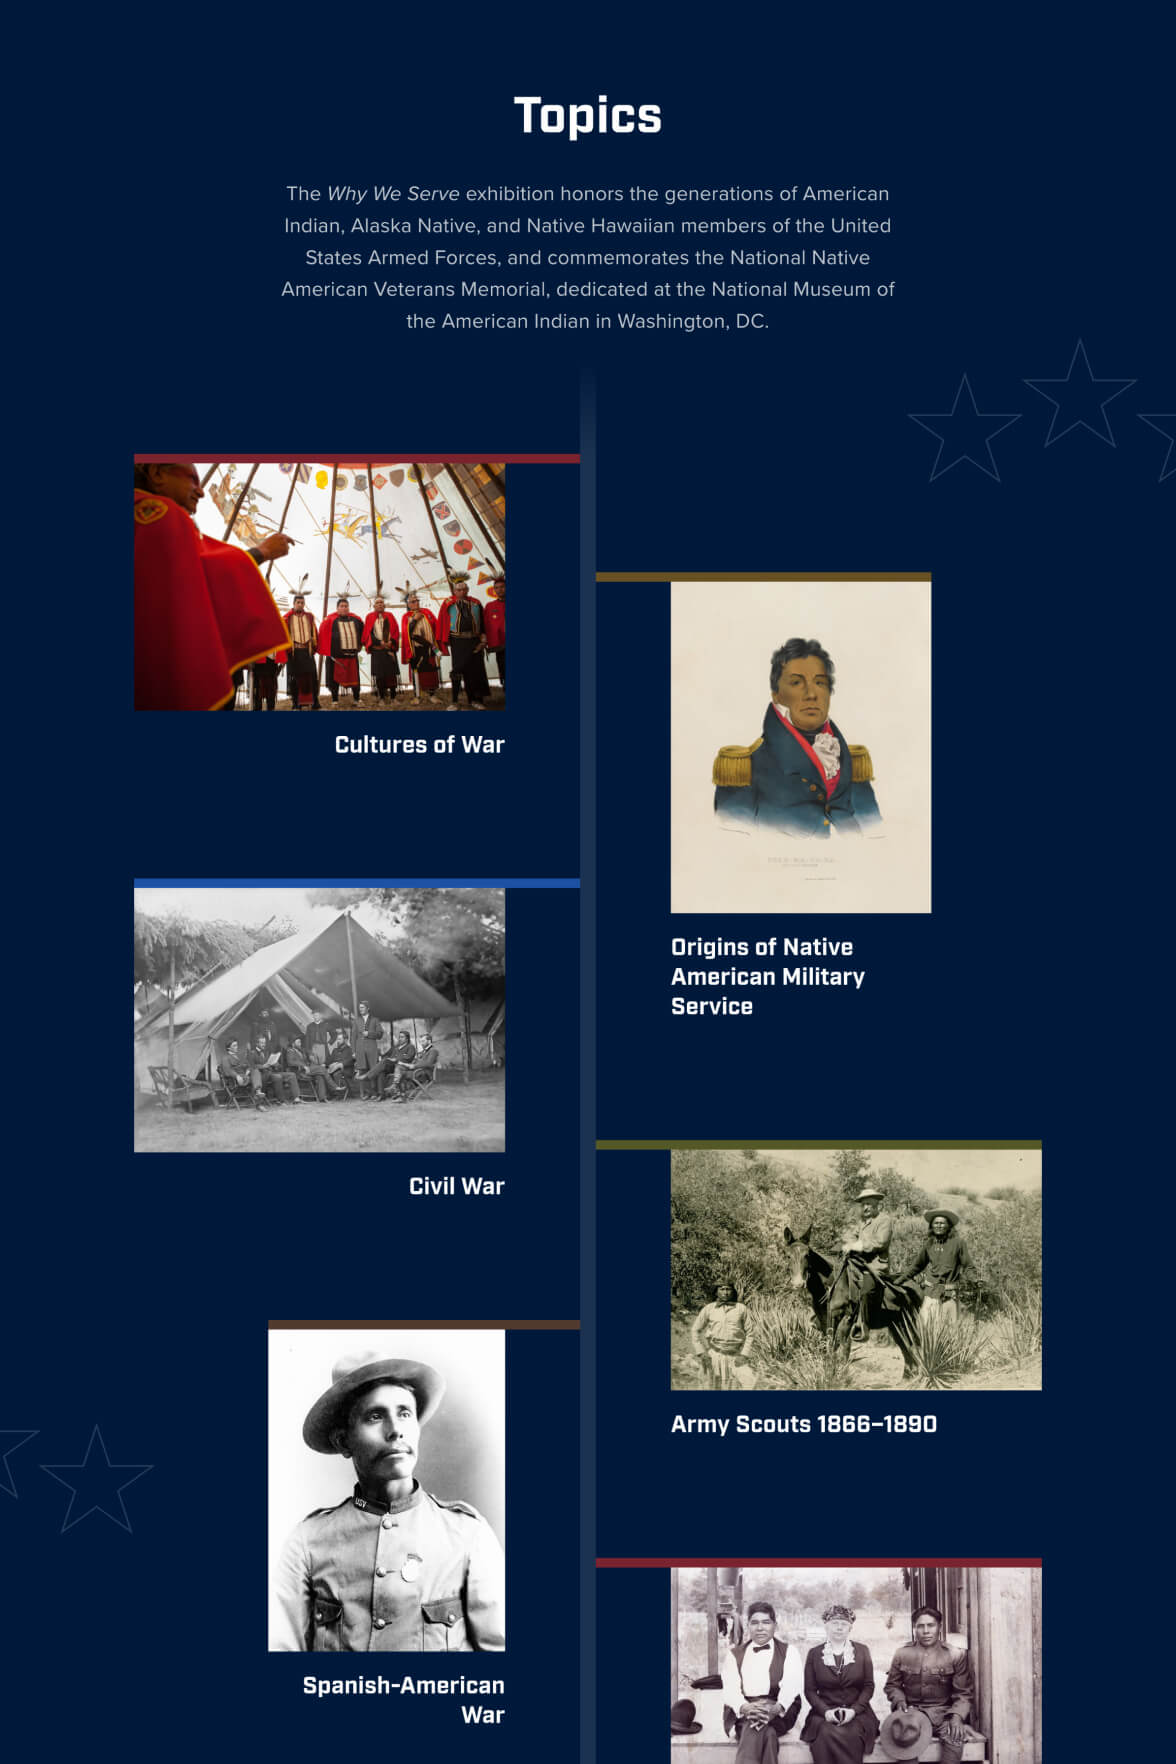 Topics
The Why We Serve exhibition honors the generations of American
Indian, Alaska Native, and Native Hawaiian members of the United
States Armed Forces, and commemorates the National Native
American Veterans Memorial, dedicated at the National Museum of
the American Indian in Washington, DC.
Cultures of War
Origins of Native
American Military
Service
Civil War
Army Scouts 1866–1890
USV
Spanish-American
War